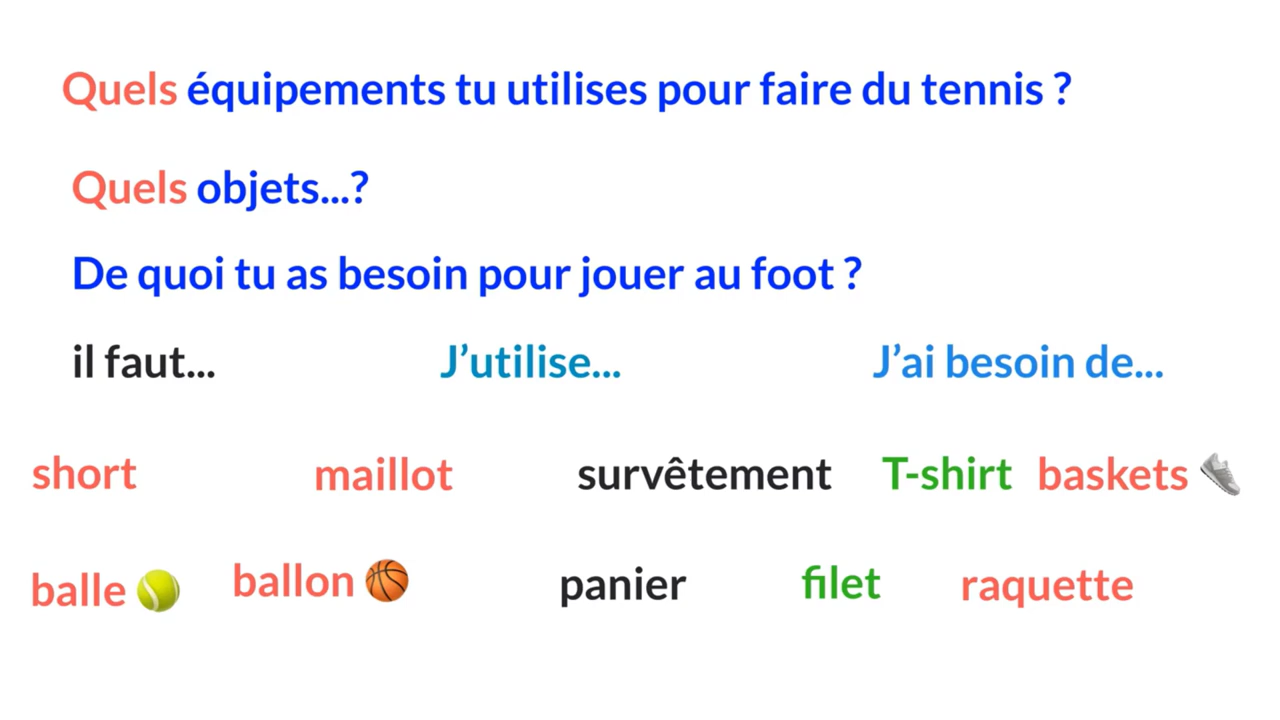 Quels équipements tu utilises pour faire du tennis ?
Quels objets...?
De quoi tu as besoin pour jouer au foot ?
il faut... J’utilise... J’ai besoin de...
short maillot survêtement T-shirt baskets
balle ballon panier filet raquette